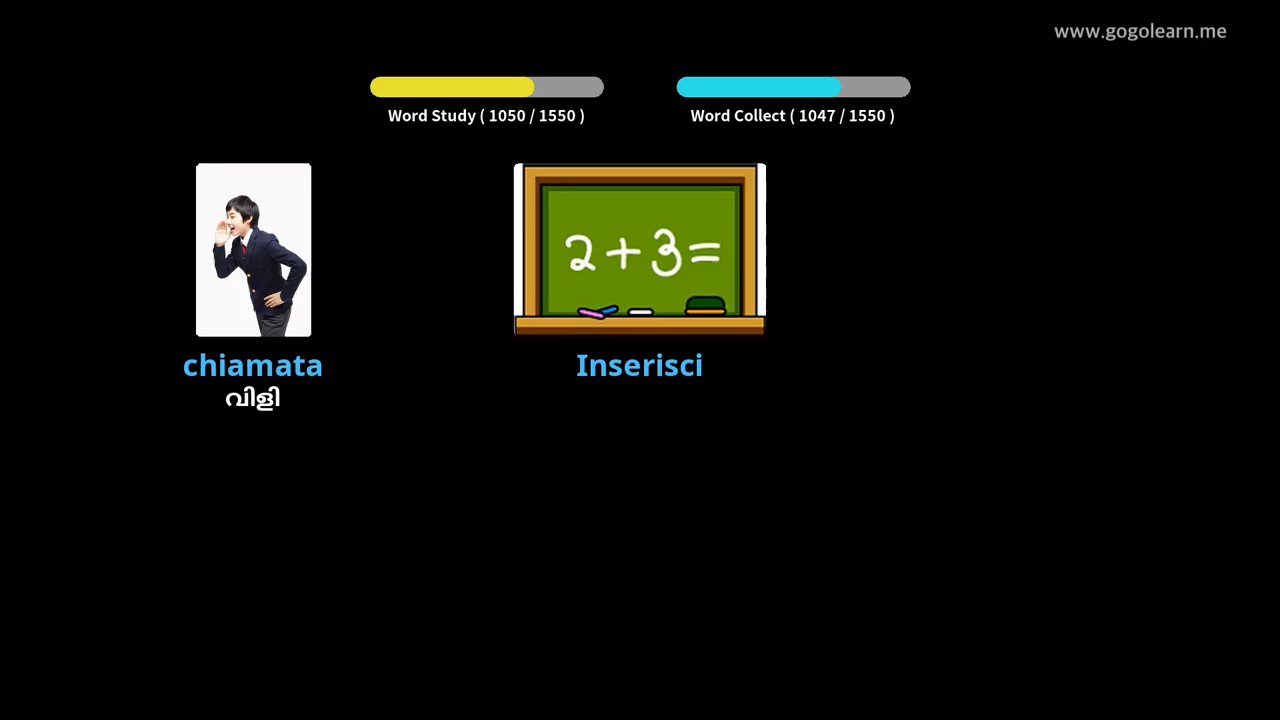 www.gogolearn.me
Word Study ( 1050 / 1550 )
Word Collect ( 1047 / 1550 )
2+3=
chiamata
വിളി
Inserisci